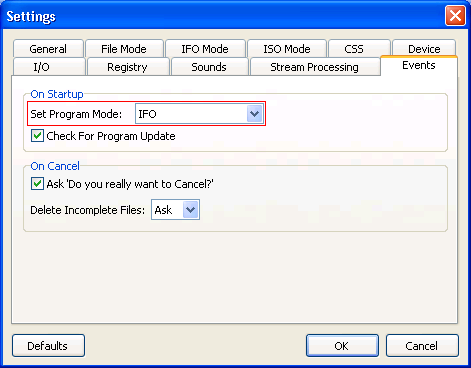 Settings
General File Mode IFO Mode ISO Mode CSS Device
I/O Registry Sounds Stream Processing Events
On Startup
Set Program Mode: IFO
Check For Program Update
On Cancel
Ask 'Do you really want to Cancel?'
Delete Incomplete Files: Ask
Defaults OK Cancel